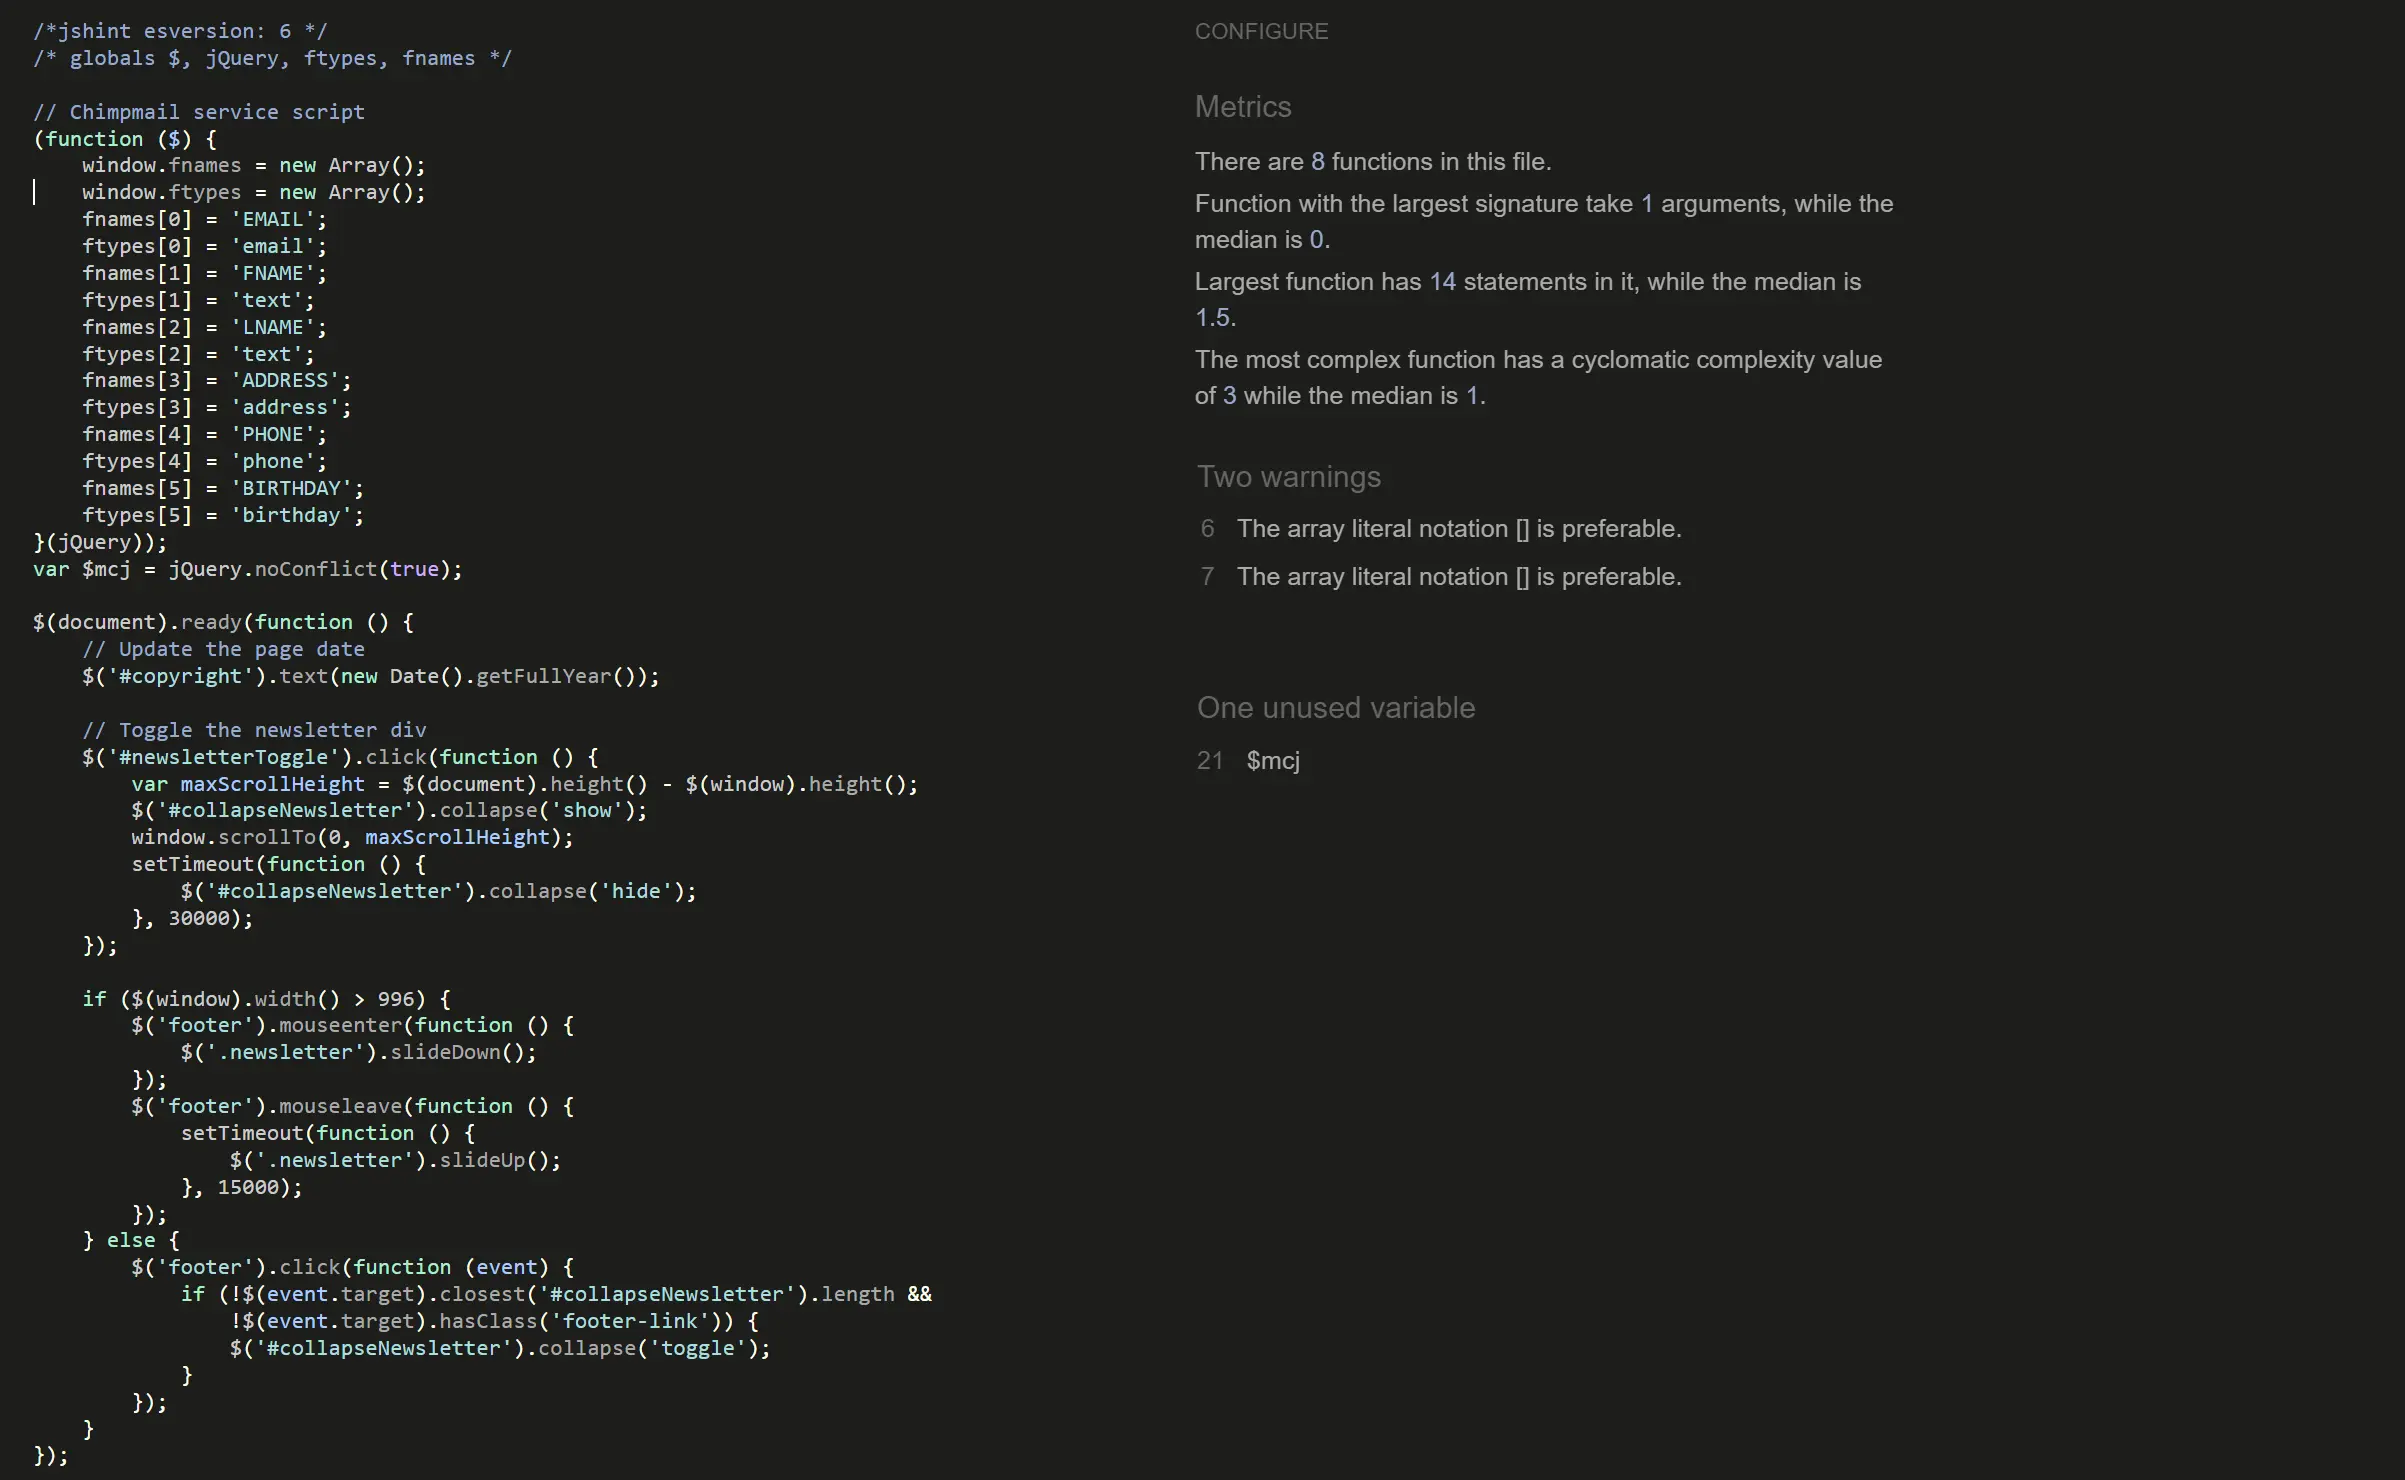 /*jshint esversion: 6 */
/* globals $, jQuery, ftypes, fnames */

// Chimpmail service script
(function ($) {
    window.fnames = new Array();
    window.ftypes = new Array();
    fnames[0] = 'EMAIL';
    ftypes[0] = 'email';
    fnames[1] = 'FNAME';
    ftypes[1] = 'text';
    fnames[2] = 'LNAME';
    ftypes[2] = 'text';
    fnames[3] = 'ADDRESS';
    ftypes[3] = 'address';
    fnames[4] = 'PHONE';
    ftypes[4] = 'phone';
    fnames[5] = 'BIRTHDAY';
    ftypes[5] = 'birthday';
}(jQuery));
var $mcj = jQuery.noConflict(true);

$(document).ready(function () {
    // Update the page date
    $('#copyright').text(new Date().getFullYear());

    // Toggle the newsletter div
    $('#newsletterToggle').click(function () {
        var maxScrollHeight = $(document).height() - $(window).height();
        $('#collapseNewsletter').collapse('show');
        window.scrollTo(0, maxScrollHeight);
        setTimeout(function () {
            $('#collapseNewsletter').collapse('hide');
        }, 30000);
    });

    if ($(window).width() > 996) {
        $('footer').mouseenter(function () {
            $('.newsletter').slideDown();
        });
        $('footer').mouseleave(function () {
            setTimeout(function () {
                $('.newsletter').slideUp();
            }, 15000);
        });
    } else {
        $('footer').click(function (event) {
            if (!$(event.target).closest('#collapseNewsletter').length &&
                !$(event.target).hasClass('footer-link')) {
                $('#collapseNewsletter').collapse('toggle');
            }
        });
    }
});
CONFIGURE
Metrics
There are 8 functions in this file.
Function with the largest signature take 1 arguments, while the
median is 0.
Largest function has 14 statements in it, while the median is
1.5.
The most complex function has a cyclomatic complexity value
of 3 while the median is 1.
Two warnings
6 The array literal notation [] is preferable.
7 The array literal notation [] is preferable.
One unused variable
21 $mcj